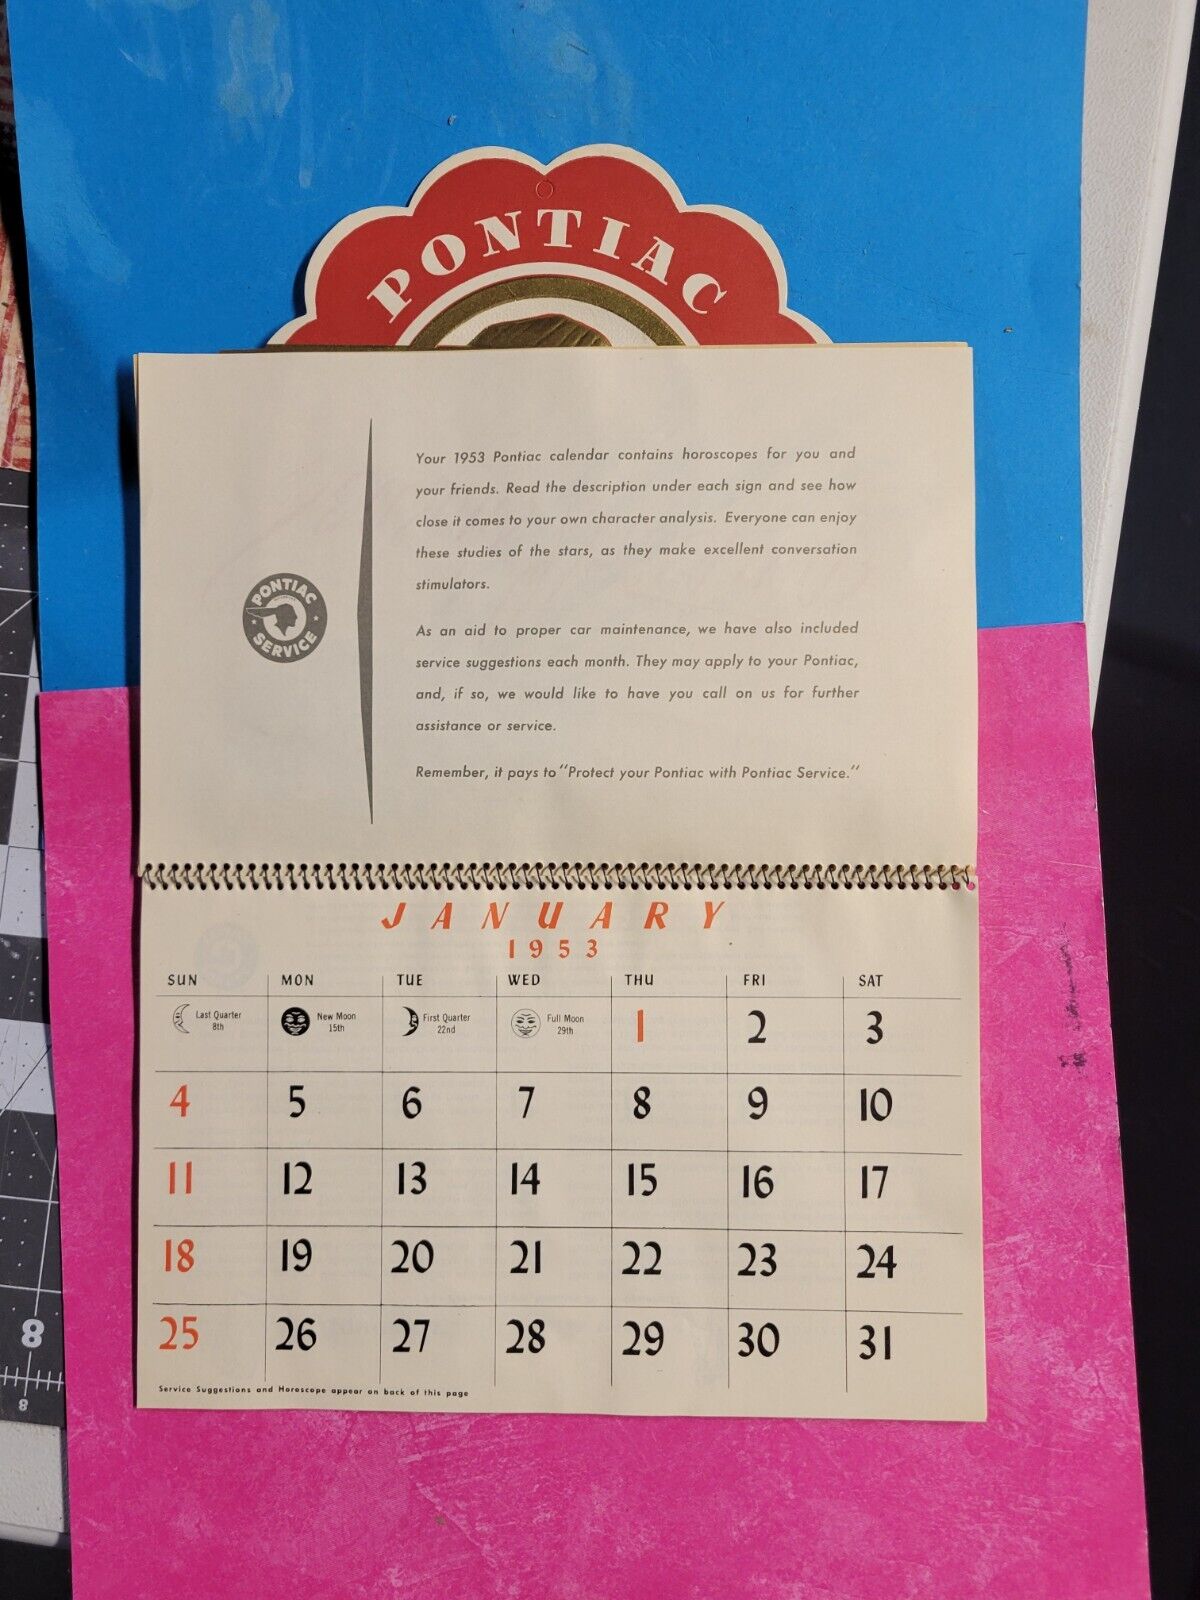 PONTIAC
Your 1953 Pontiac calendar contains horoscopes for you and
your friends. Read the description under each sign and see how
close it comes to your own character analysis. Everyone can enjoy
these studies of the stars, as they make excellent conversation
stimulators.
PONTIAC
SERVICE
As an aid to proper car maintenance, we have also included
service suggestions each month. They may apply to your Pontiac,
and, if so, we would like to have you call on us for further
assistance or service.
Remember, it pays to "Protect your Pontiac with Pontiac Service."
JANUARY
1953
SUN MON TUE WED THU FRI SAT
Last Quarter
8th
New Moon
15th
First Quarter
22nd
Full Moon
29th
1 2 3
4 5 6 7 8 9 10
11 12 13 14 15 16 17
18 19 20 21 22 23 24
25 26 27 28 29 30 31
Service Suggestions and Horoscope appear on back of this page
8
8